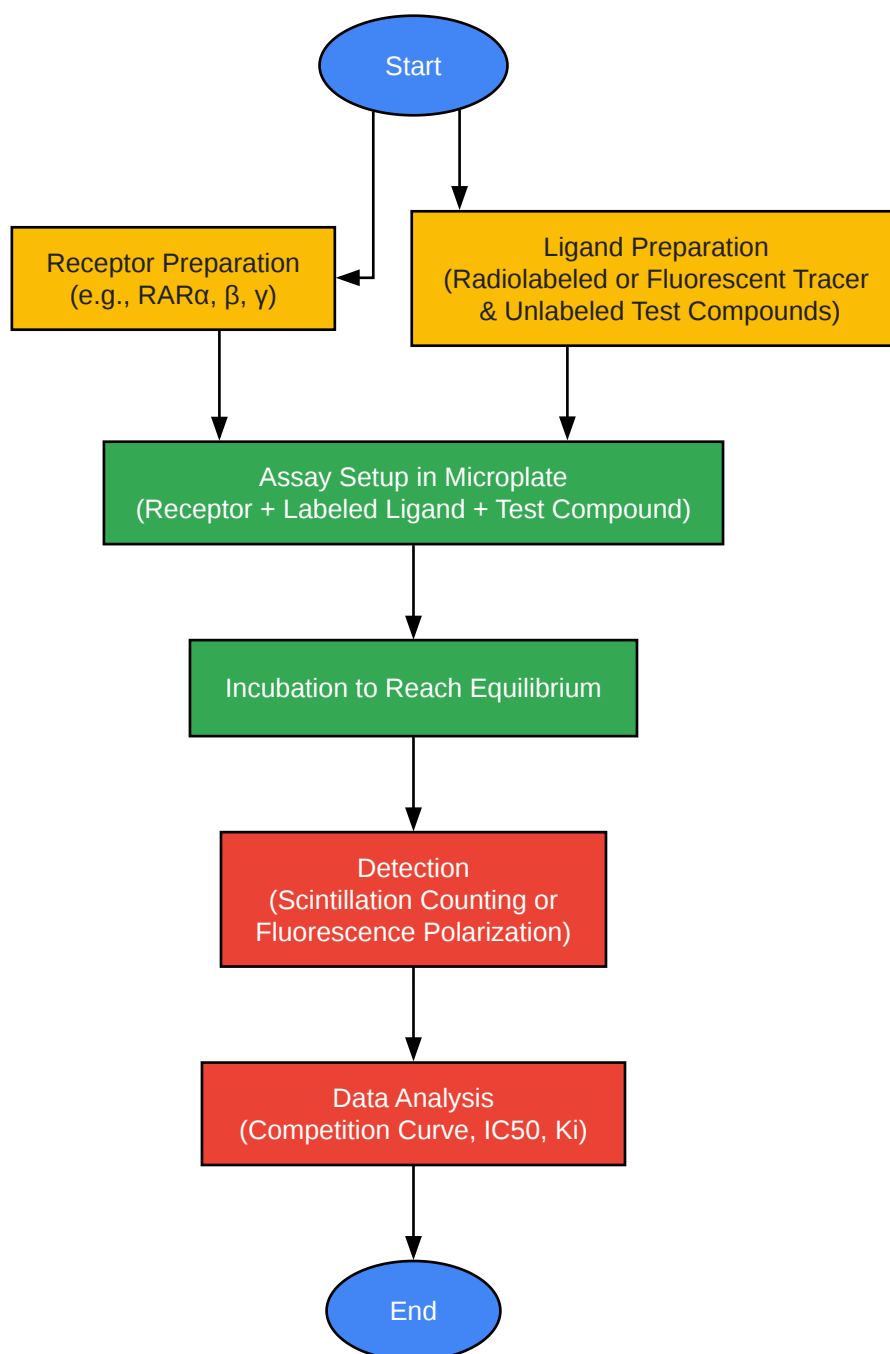 Start
Receptor Preparation
(e.g., RARα, β, γ)
Ligand Preparation
(Radiolabeled or Fluorescent Tracer
& Unlabeled Test Compounds)
Assay Setup in Microplate
(Receptor + Labeled Ligand + Test Compound)
Incubation to Reach Equilibrium
Detection
(Scintillation Counting or
Fluorescence Polarization)
Data Analysis
(Competition Curve, IC50, Ki)
End